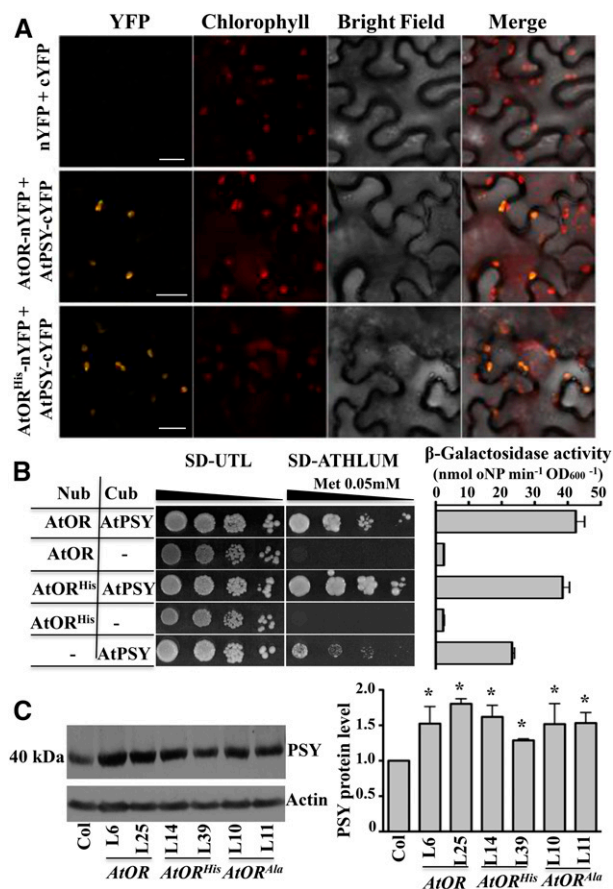 A
YFP Chlorophyll Bright Field Merge
nYFP + cYFP
AtOR-nYFP +
AtPSY-cYFP
AtOR^His-nYFP +
AtPSY-cYFP
B
SD-UTL SD-ATHLUM β-Galactosidase activity
Met 0.05mM (nmol oNP min⁻¹ OD₆₀₀⁻¹)
Nub Cub 0 10 20 30 40 50
AtOR AtPSY
AtOR -
AtOR^His AtPSY
AtOR^His -
- AtPSY
C
40 kDa PSY
Actin
Col L6 L25 L14 L39 L10 L11
AtOR AtOR^His AtOR^Ala
PSY protein level
2.0
1.5
1.0
0.5
0
* * * * * *
Col L6 L25 L14 L39 L10 L11
AtOR AtOR^His AtOR^Ala